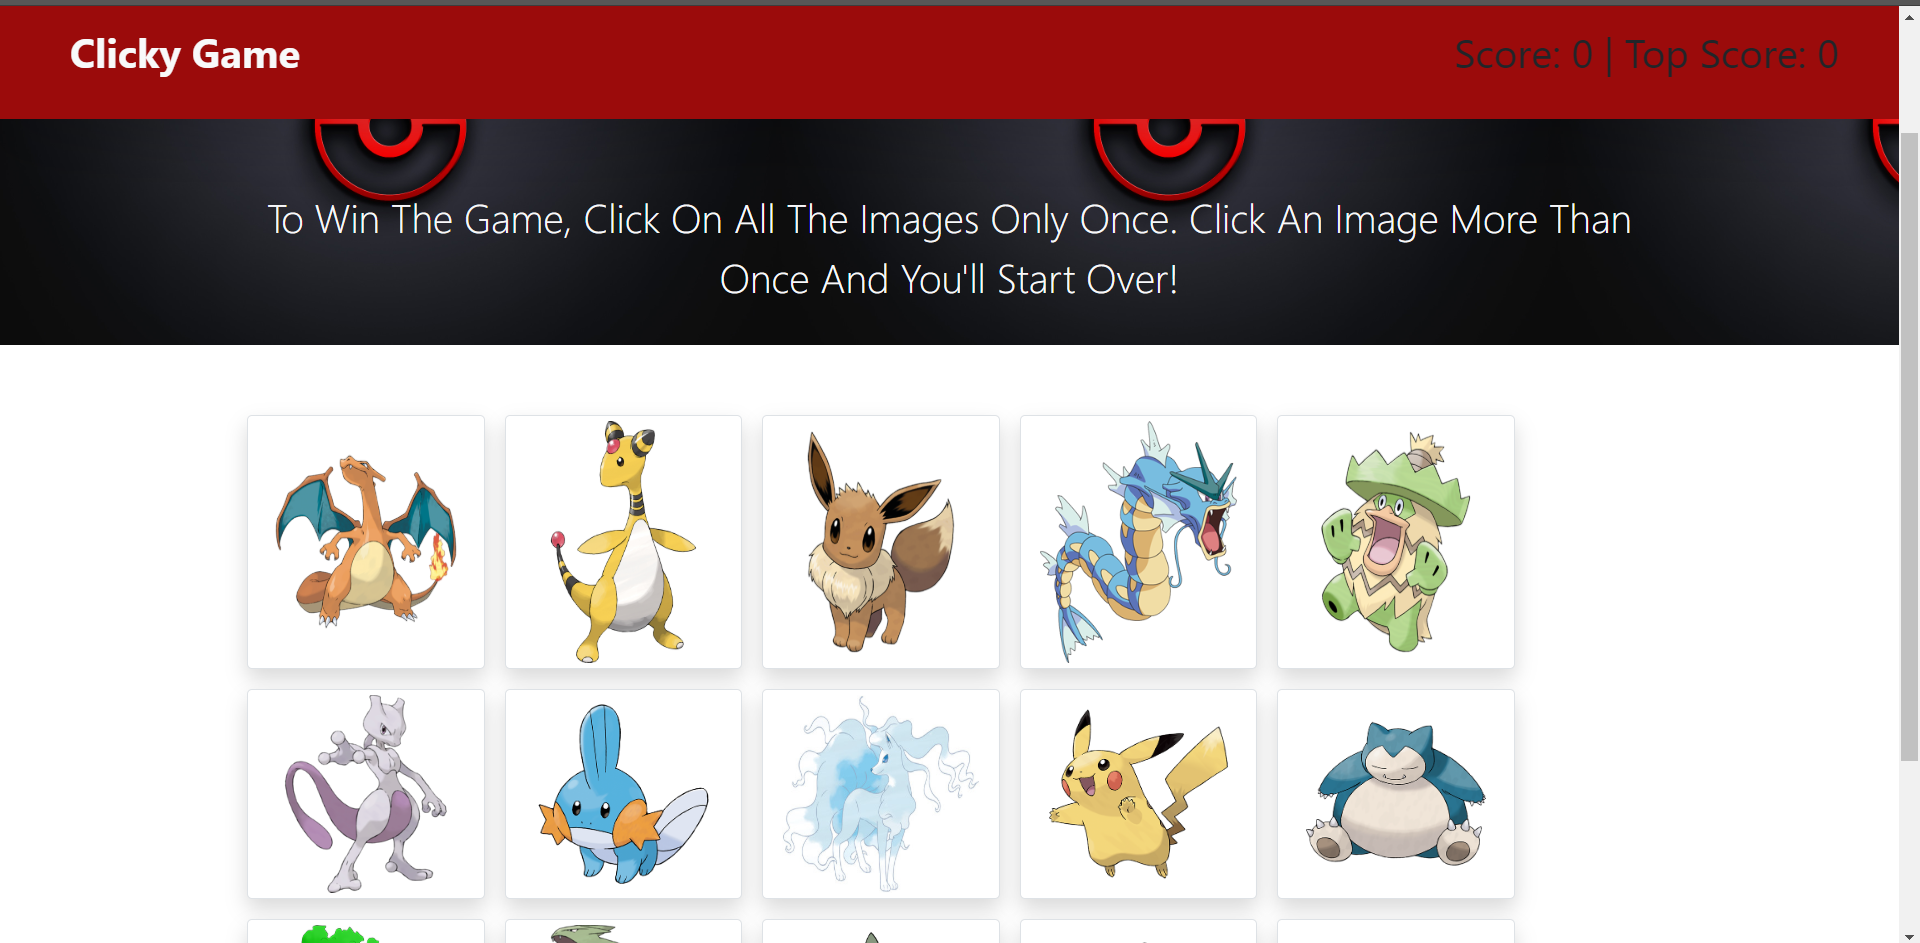 Clicky Game
Score: 0 | Top Score: 0
To Win The Game, Click On All The Images Only Once. Click An Image More Than
Once And You'll Start Over!